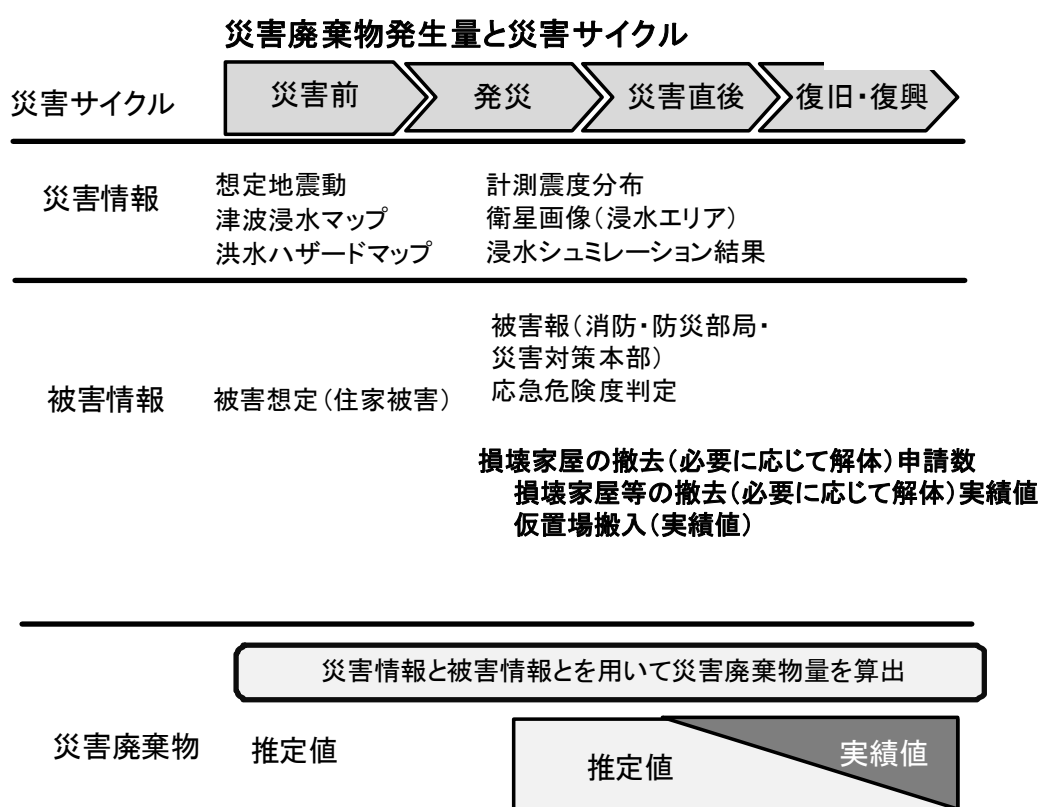 災害廃棄物発生量と災害サイクル
災害サイクル
災害前
発災
災害直後
復旧・復興
災害情報
想定地震動
津波浸水マップ
洪水ハザードマップ
計測震度分布
衛星画像(浸水エリア)
浸水シュミレーション結果
被害情報
被害想定(住家被害)
被害報(消防・防災部局・
災害対策本部)
応急危険度判定
損壊家屋の撤去(必要に応じて解体)申請数
損壊家屋等の撤去(必要に応じて解体)実績値
仮置場搬入(実績値)
災害情報と被害情報とを用いて災害廃棄物量を算出
災害廃棄物
推定値
推定値
実績値